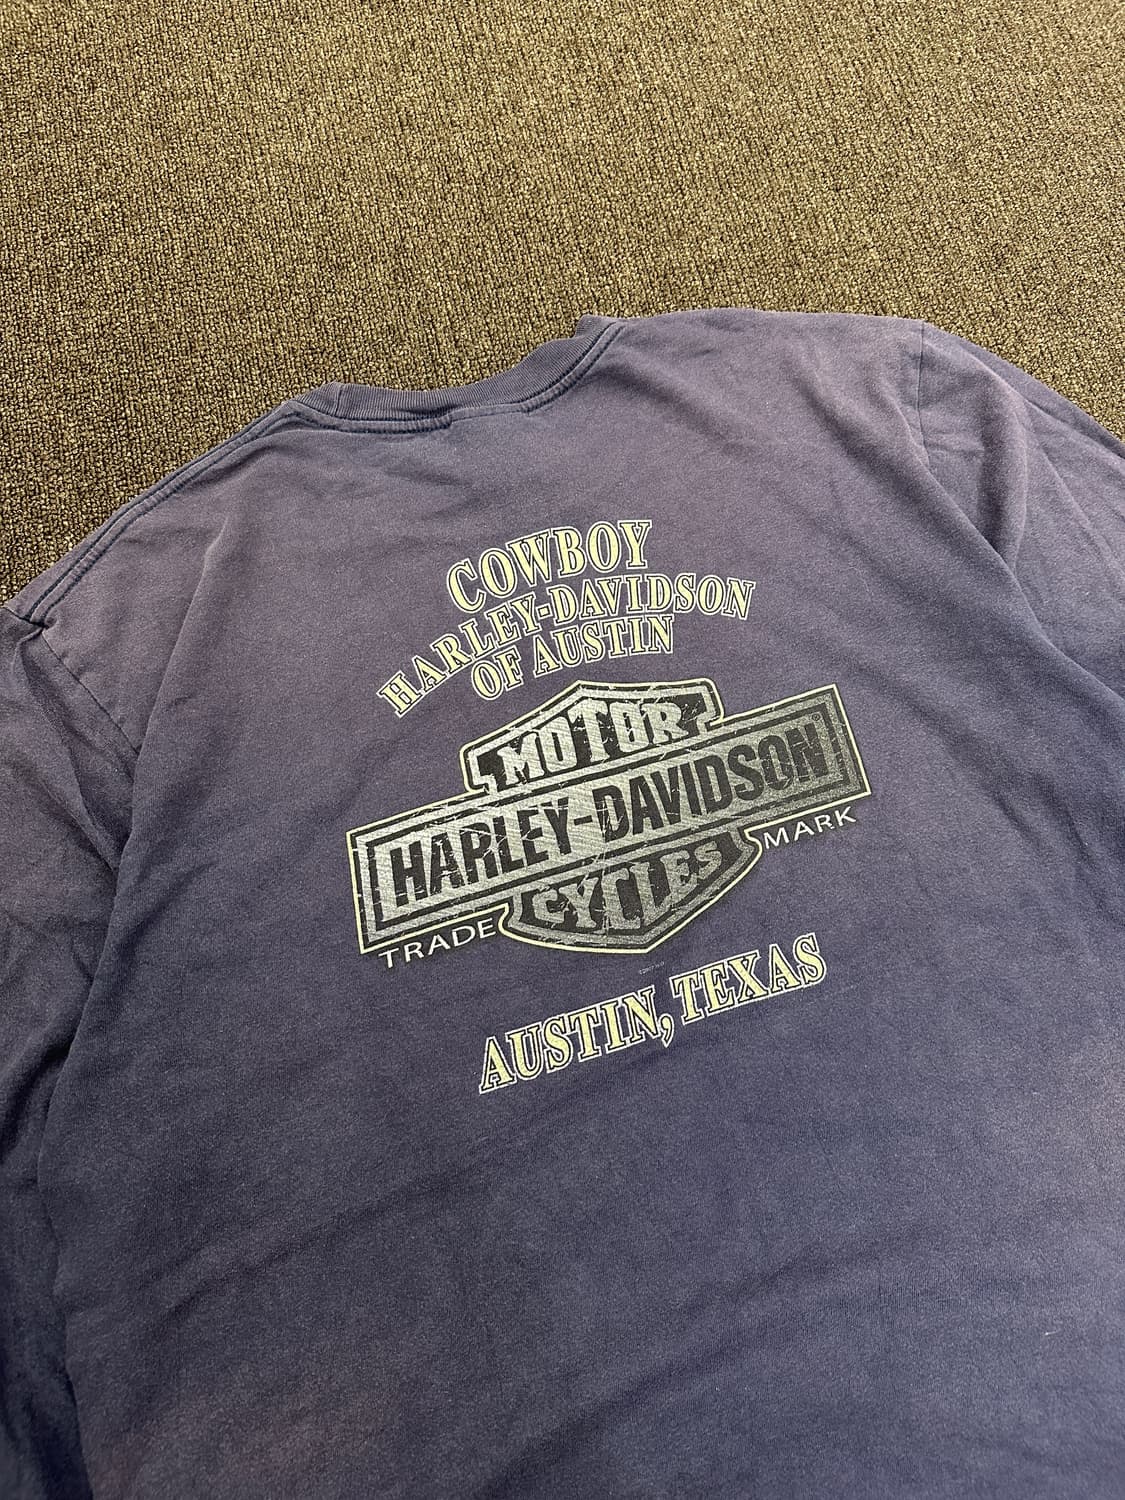 COWBOY
HARLEY-DAVIDSON
OF AUSTIN
MOTOR
HARLEY-DAVIDSON
CYCLES
TRADE MARK
AUSTIN, TEXAS